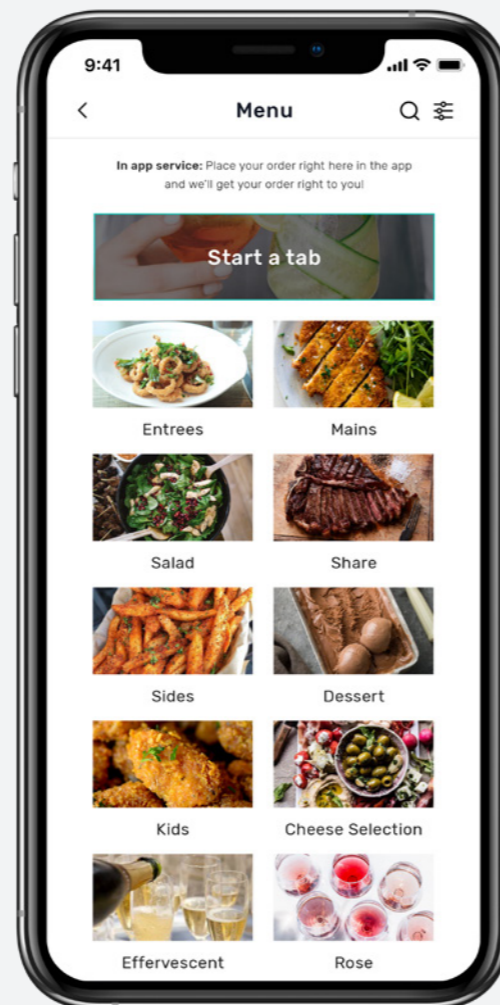 9:41
Menu
In app service: Place your order right here in the app
and we'll get your order right to you!
Start a tab
Entrees
Mains
Salad
Share
Sides
Dessert
Kids
Cheese Selection
Effervescent
Rose